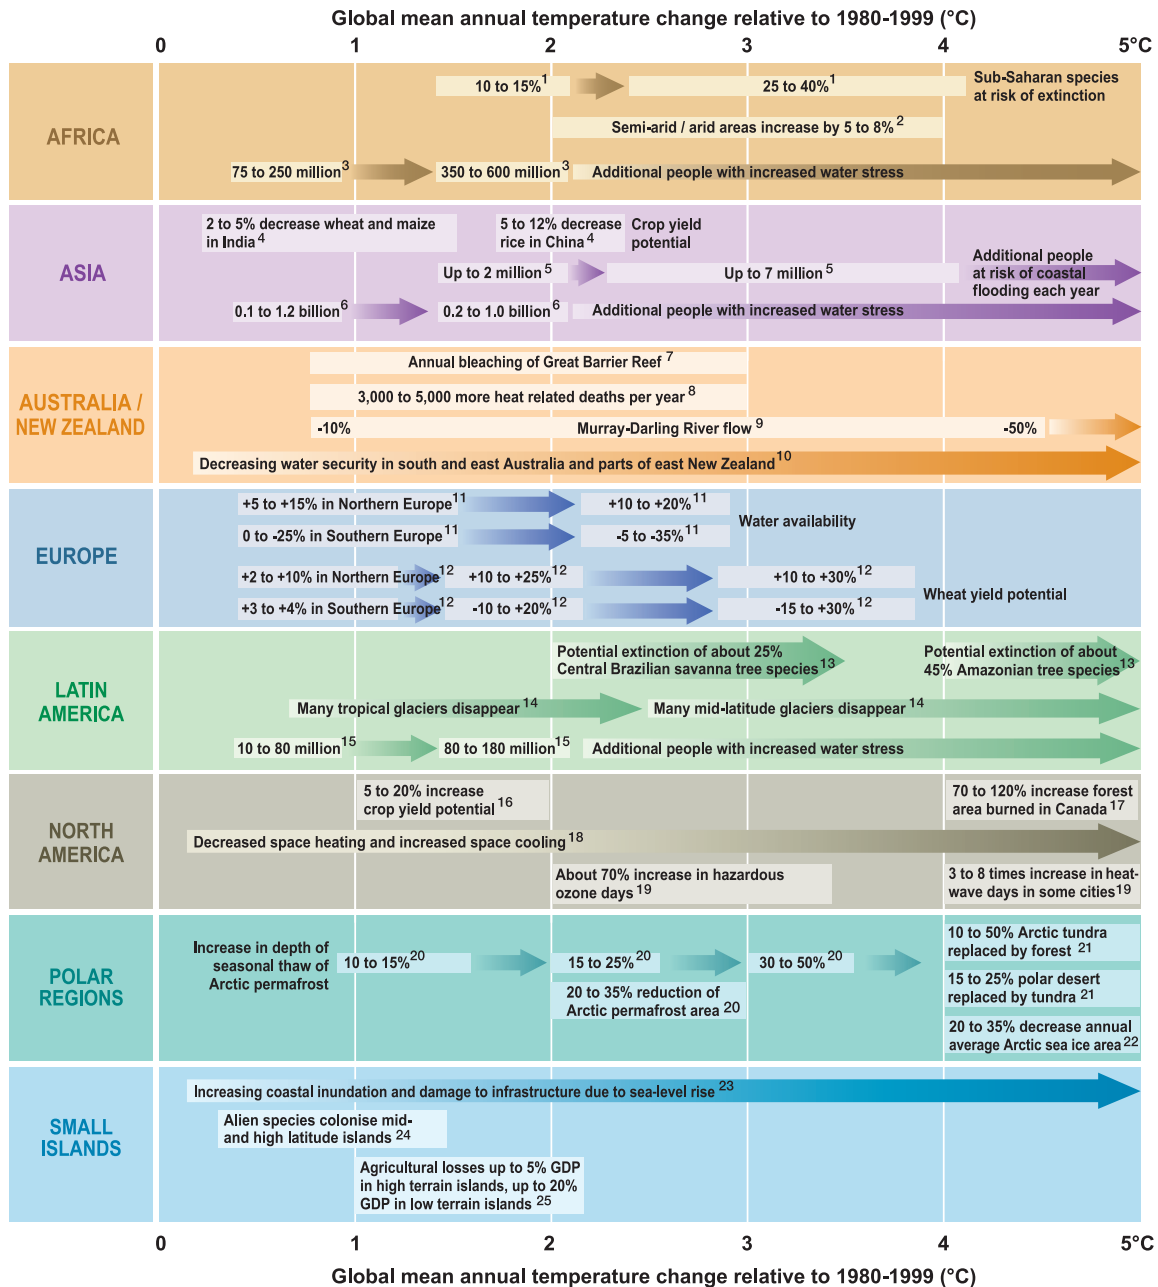 Global mean annual temperature change relative to 1980-1999 (°C)
0 1 2 3 4 5°C
AFRICA
10 to 15%1
25 to 40%1
Sub-Saharan species
at risk of extinction
Semi-arid / arid areas increase by 5 to 8%2
75 to 250 million3
350 to 600 million3
Additional people with increased water stress
ASIA
2 to 5% decrease wheat and maize
in India4
5 to 12% decrease
rice in China4
Crop yield
potential
Up to 2 million5
Up to 7 million5
Additional people
at risk of coastal
flooding each year
0.1 to 1.2 billion6
0.2 to 1.0 billion6
Additional people with increased water stress
AUSTRALIA /
NEW ZEALAND
Annual bleaching of Great Barrier Reef7
3,000 to 5,000 more heat related deaths per year8
-10%
Murray-Darling River flow9
-50%
Decreasing water security in south and east Australia and parts of east New Zealand10
EUROPE
+5 to +15% in Northern Europe11
+10 to +20%11
0 to -25% in Southern Europe11
-5 to -35%11
Water availability
+2 to +10% in Northern Europe12
+10 to +25%12
+10 to +30%12
+3 to +4% in Southern Europe12
-10 to +20%12
-15 to +30%12
Wheat yield potential
LATIN
AMERICA
Potential extinction of about 25%
Central Brazilian savanna tree species13
Potential extinction of about
45% Amazonian tree species13
Many tropical glaciers disappear14
Many mid-latitude glaciers disappear14
10 to 80 million15
80 to 180 million15
Additional people with increased water stress
NORTH
AMERICA
5 to 20% increase
crop yield potential16
70 to 120% increase forest
area burned in Canada17
Decreased space heating and increased space cooling18
About 70% increase in hazardous
ozone days19
3 to 8 times increase in heat-
wave days in some cities19
POLAR
REGIONS
Increase in depth of
seasonal thaw of
Arctic permafrost
10 to 15%20
15 to 25%20
30 to 50%20
20 to 35% reduction of
Arctic permafrost area20
10 to 50% Arctic tundra
replaced by forest21
15 to 25% polar desert
replaced by tundra21
20 to 35% decrease annual
average Arctic sea ice area22
SMALL
ISLANDS
Increasing coastal inundation and damage to infrastructure due to sea-level rise23
Alien species colonise mid-
and high latitude islands24
Agricultural losses up to 5% GDP
in high terrain islands, up to 20%
GDP in low terrain islands25
0 1 2 3 4 5°C
Global mean annual temperature change relative to 1980-1999 (°C)